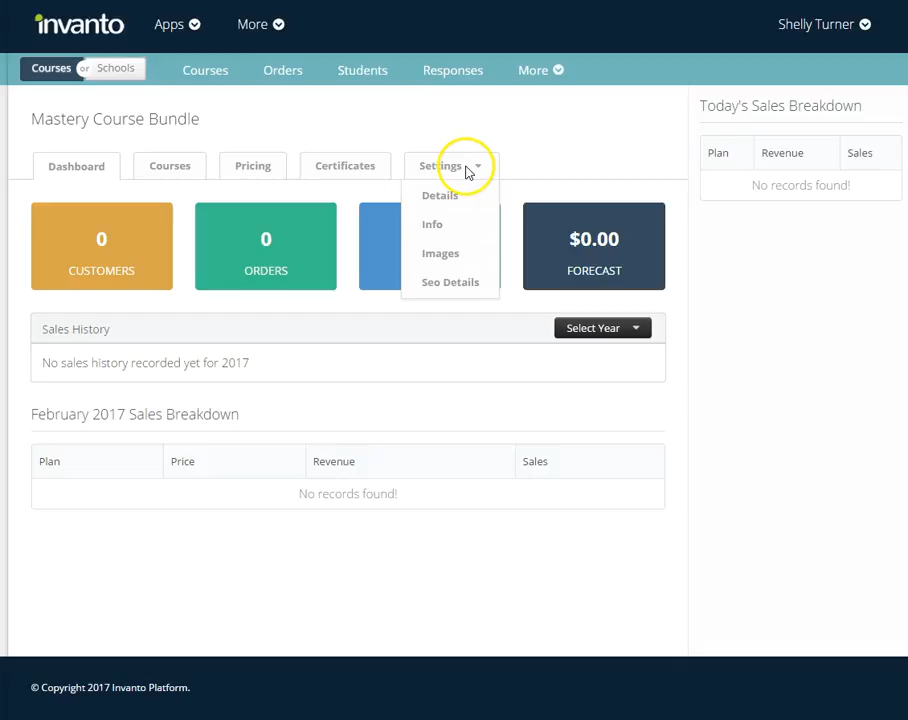 invanto Apps More Shelly Turner
Courses or Schools Courses Orders Students Responses More
Mastery Course Bundle
Dashboard Courses Pricing Certificates Settings
Details
Info
Images
Seo Details
0
CUSTOMERS
0
ORDERS
$0.00
FORECAST
Sales History Select Year
No sales history recorded yet for 2017
February 2017 Sales Breakdown
Plan Price Revenue Sales
No records found!
Today's Sales Breakdown
Plan Revenue Sales
No records found!
© Copyright 2017 Invanto Platform.